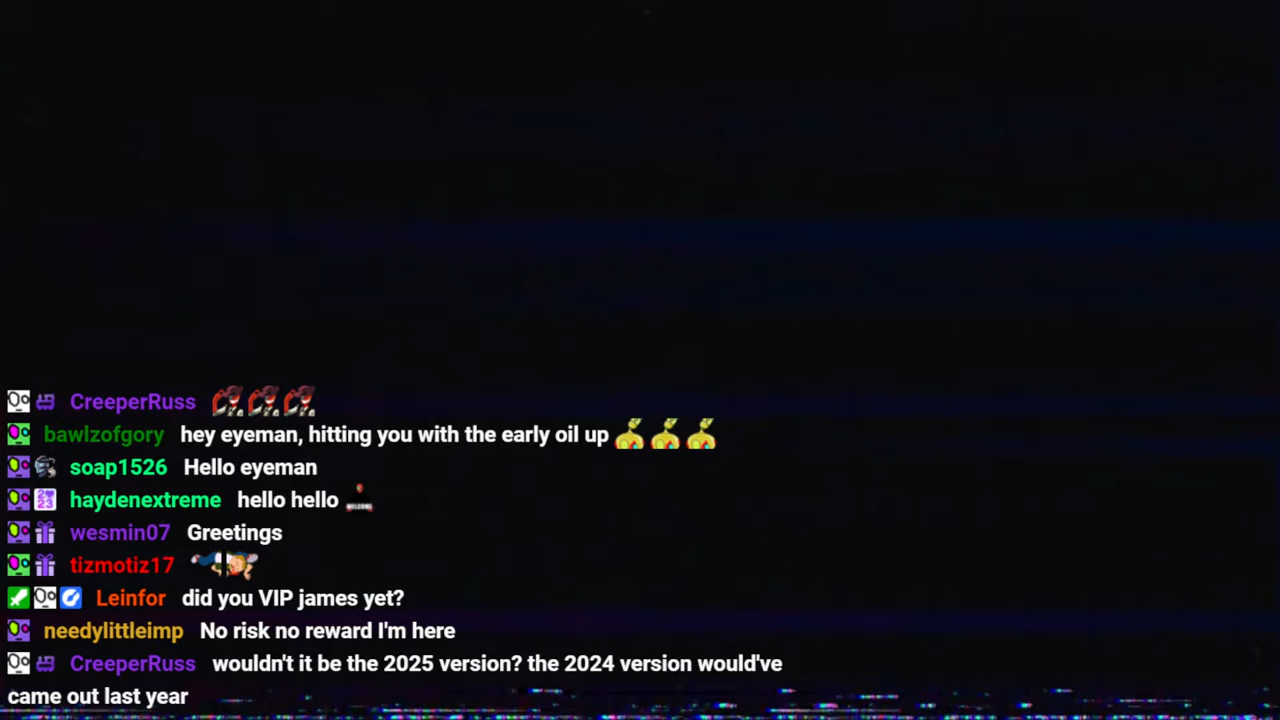 CreeperRuss
bawlzofgory hey eyeman, hitting you with the early oil up
soap1526 Hello eyeman
haydenextreme hello hello
wesmin07 Greetings
tizmotiz17
Leinfor did you VIP james yet?
needylittleimp No risk no reward I'm here
CreeperRuss wouldn't it be the 2025 version? the 2024 version would've
came out last year